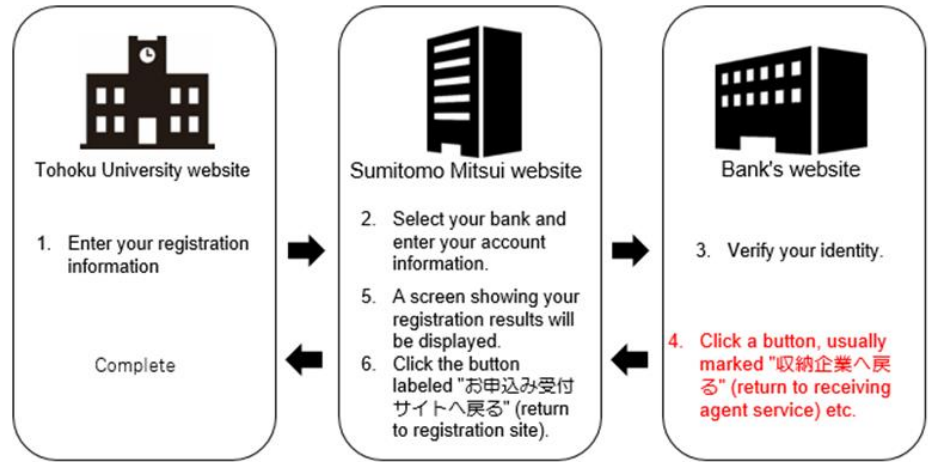 Tohoku University website
1. Enter your registration
information
Complete
Sumitomo Mitsui website
2. Select your bank and
enter your account
information.
5. A screen showing your
registration results will
be displayed.
6. Click the button
labeled "お申込み受付
サイトへ戻る" (return
to registration site).
Bank's website
3. Verify your identity.
4. Click a button, usually
marked "収納企業へ戻
る" (return to receiving
agent service) etc.